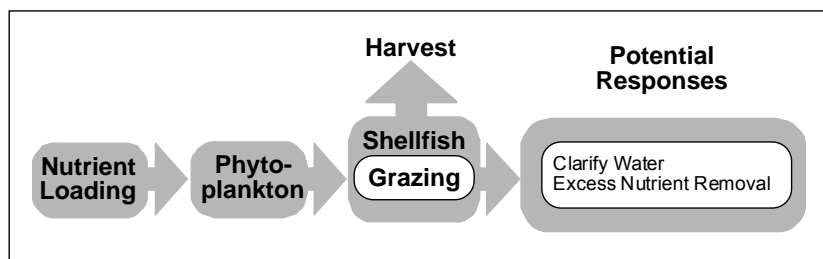 Harvest
Potential
Responses
Nutrient
Loading
Phyto-
plankton
Shellfish
Grazing
Clarify Water
Excess Nutrient Removal